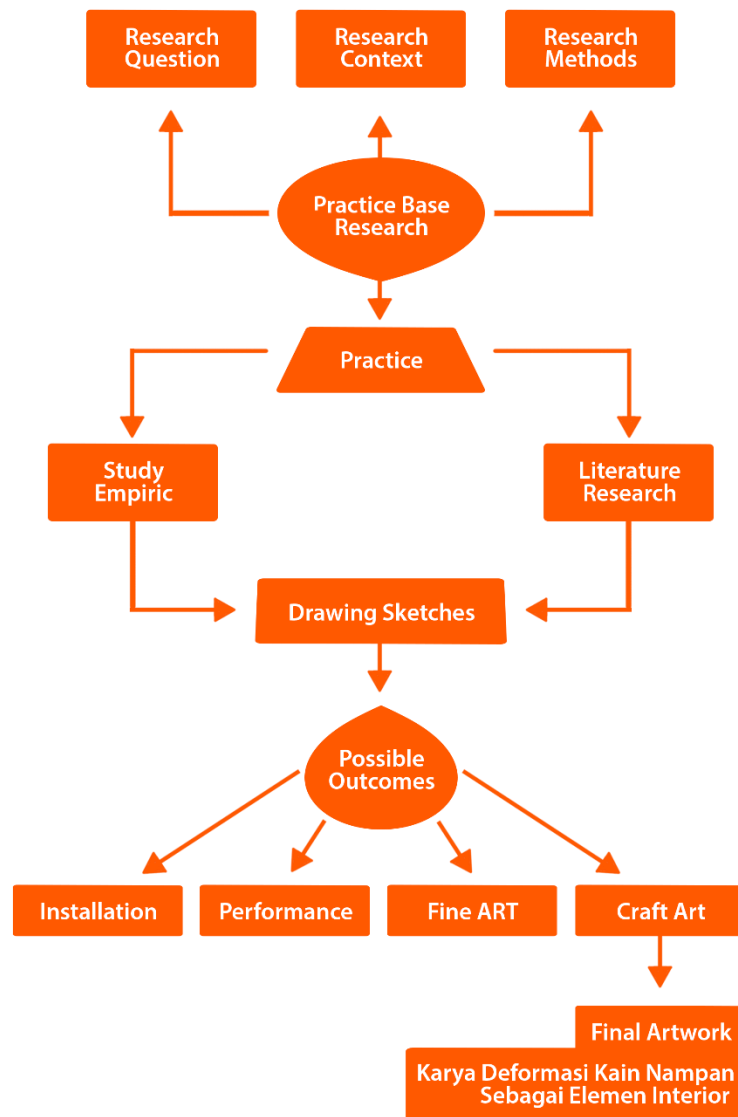 Research
Question
Research
Context
Research
Methods
Practice Base
Research
Practice
Study
Empiric
Literature
Research
Drawing Sketches
Possible
Outcomes
Installation
Performance
Fine ART
Craft Art
Final Artwork
Karya Deformasi Kain Nampan
Sebagai Elemen Interior